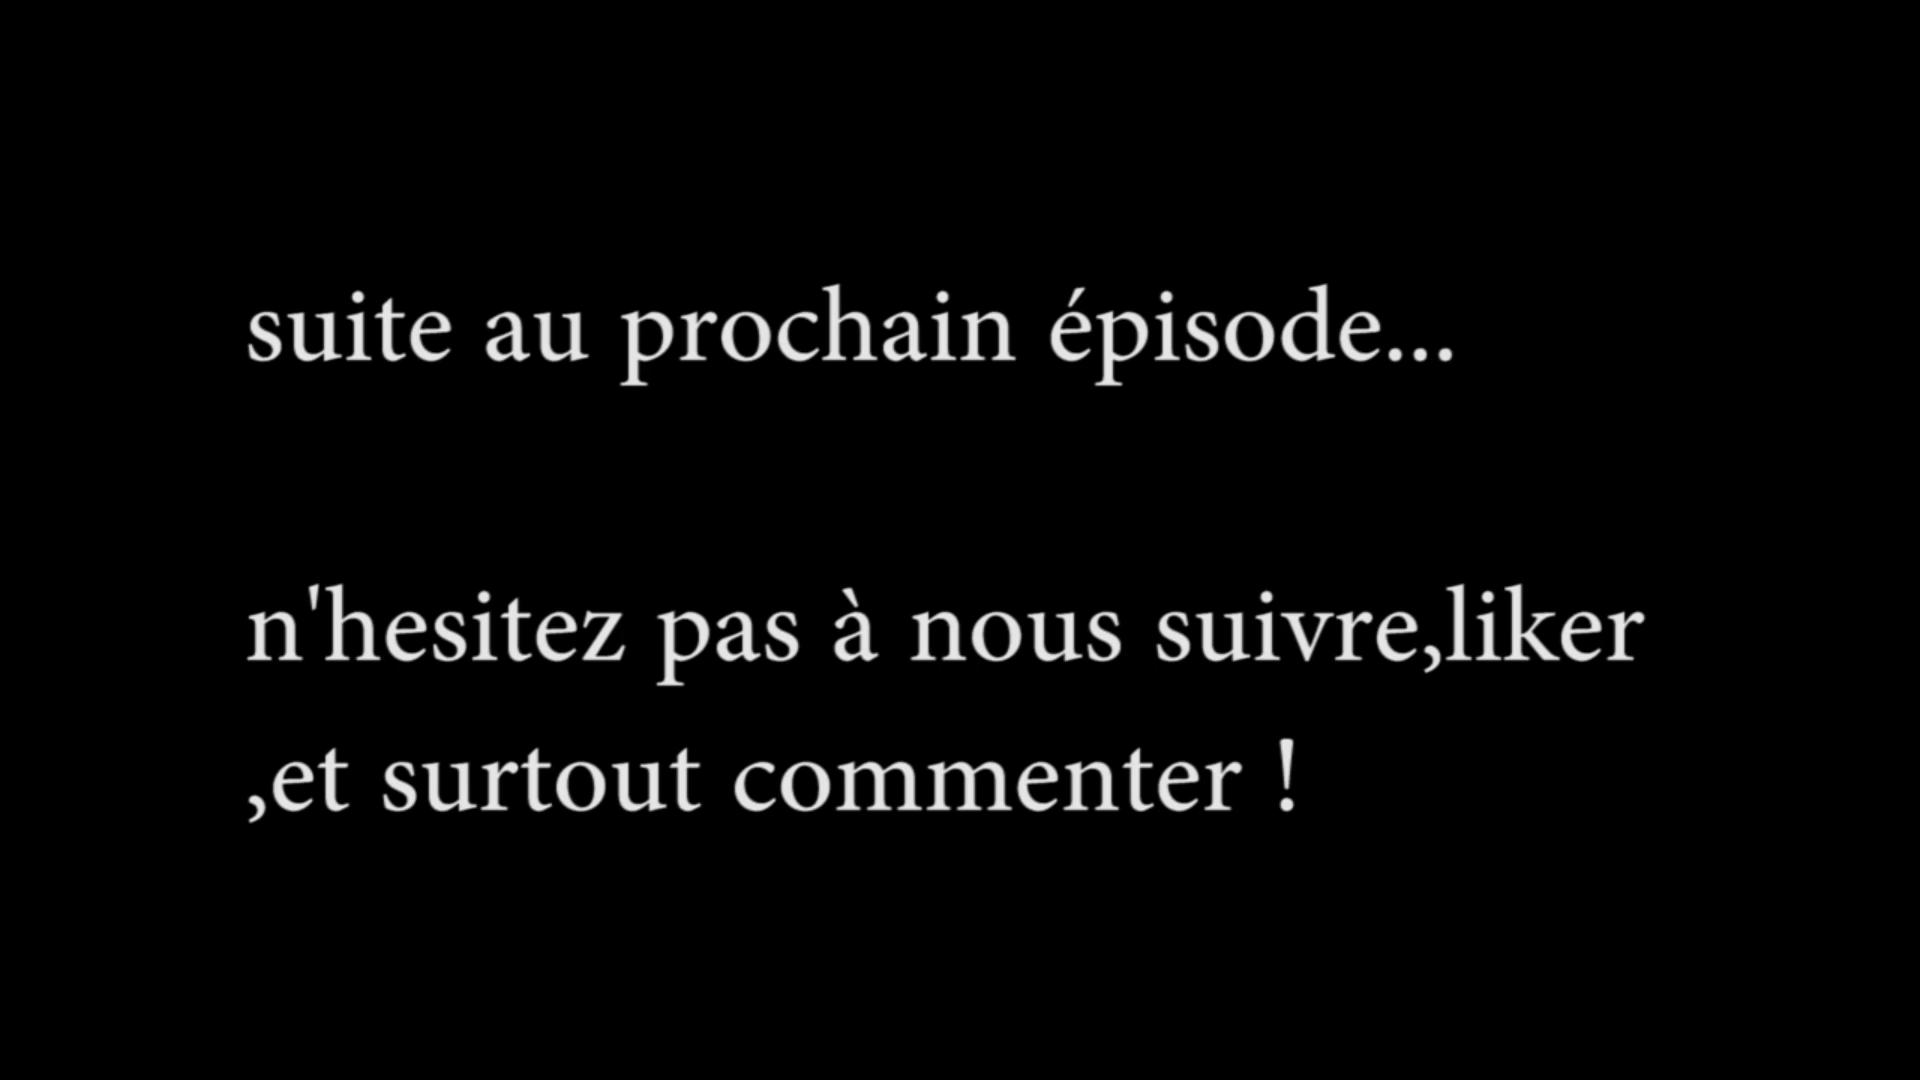 suite au prochain épisode...
n'hesitez pas à nous suivre,liker
,et surtout commenter !